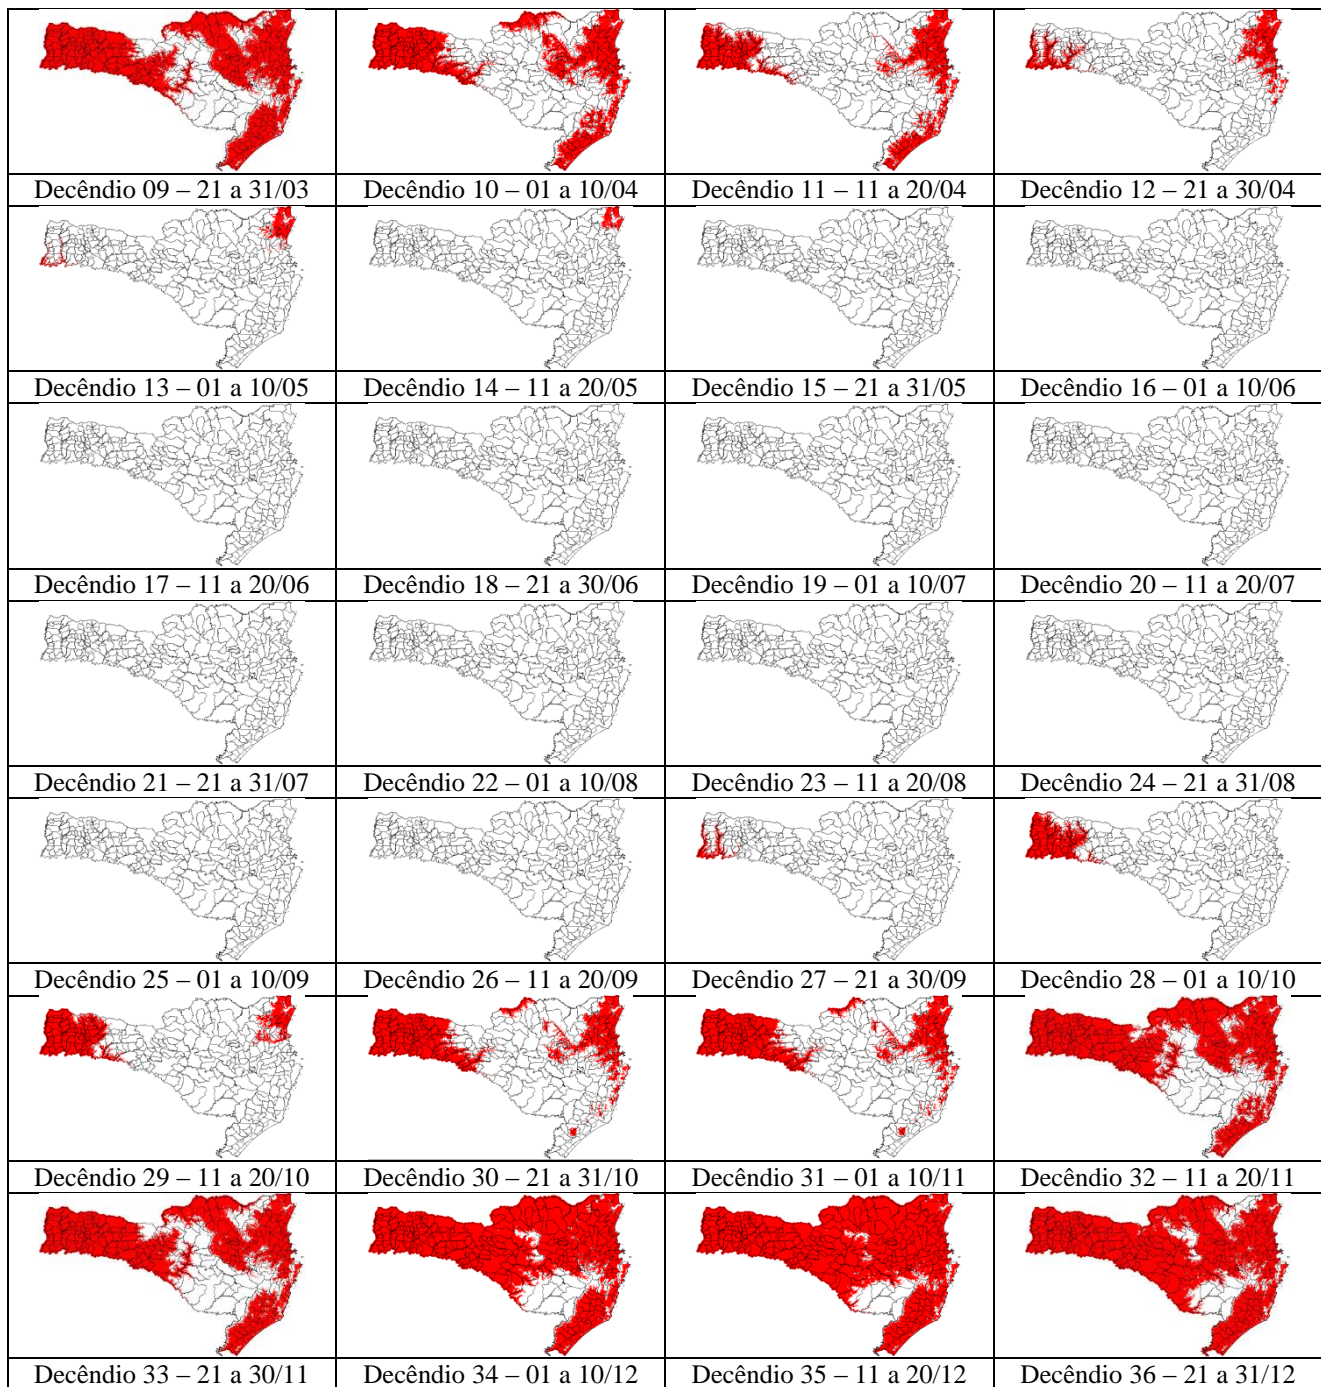 Decêndio 09 – 21 a 31/03 Decêndio 10 – 01 a 10/04 Decêndio 11 – 11 a 20/04 Decêndio 12 – 21 a 30/04
Decêndio 13 – 01 a 10/05 Decêndio 14 – 11 a 20/05 Decêndio 15 – 21 a 31/05 Decêndio 16 – 01 a 10/06
Decêndio 17 – 11 a 20/06 Decêndio 18 – 21 a 30/06 Decêndio 19 – 01 a 10/07 Decêndio 20 – 11 a 20/07
Decêndio 21 – 21 a 31/07 Decêndio 22 – 01 a 10/08 Decêndio 23 – 11 a 20/08 Decêndio 24 – 21 a 31/08
Decêndio 25 – 01 a 10/09 Decêndio 26 – 11 a 20/09 Decêndio 27 – 21 a 30/09 Decêndio 28 – 01 a 10/10
Decêndio 29 – 11 a 20/10 Decêndio 30 – 21 a 31/10 Decêndio 31 – 01 a 10/11 Decêndio 32 – 11 a 20/11
Decêndio 33 – 21 a 30/11 Decêndio 34 – 01 a 10/12 Decêndio 35 – 11 a 20/12 Decêndio 36 – 21 a 31/12